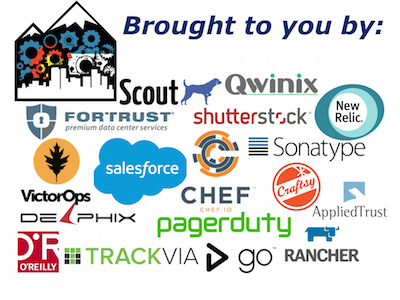 Brought to you by:
Scout
Qwinix
FORTRUST
premium data center services
shutterstock
New
Relic.
salesforce
Sonatype
VictorOps
CHEF
CHEF.IO
Craftsy
AppliedTrust
DELPHIX
pagerduty
O'R
O'REILLY
TRACKVIA
go
RANCHER